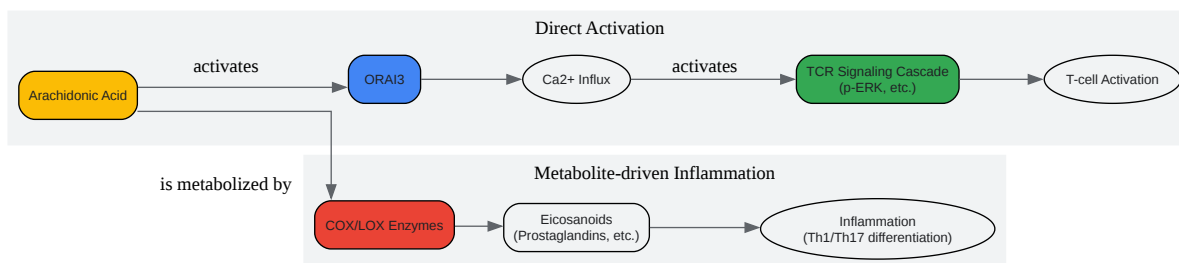 Direct Activation
activates
activates
Arachidonic Acid
ORAI3
Ca2+ Influx
TCR Signaling Cascade
(p-ERK, etc.)
T-cell Activation
is metabolized by
Metabolite-driven Inflammation
COX/LOX Enzymes
Eicosanoids
(Prostaglandins, etc.)
Inflammation
(Th1/Th17 differentiation)